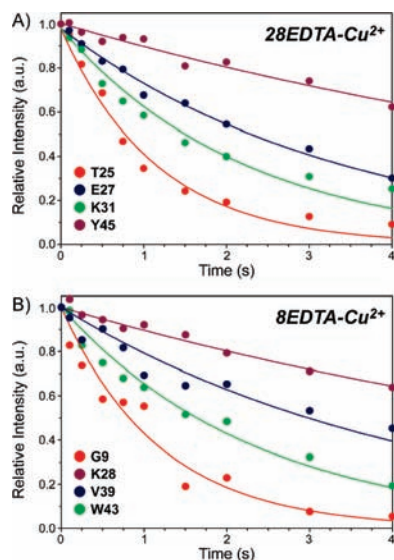 A)
28EDTA-Cu2+
Relative Intensity (a.u.)
1.0
0.8
0.6
0.4
0.2
0.0
T25
E27
K31
Y45
0 1 2 3 4
Time (s)
B)
8EDTA-Cu2+
Relative Intensity (a.u.)
1.0
0.8
0.6
0.4
0.2
0.0
G9
K28
V39
W43
0 1 2 3 4
Time (s)